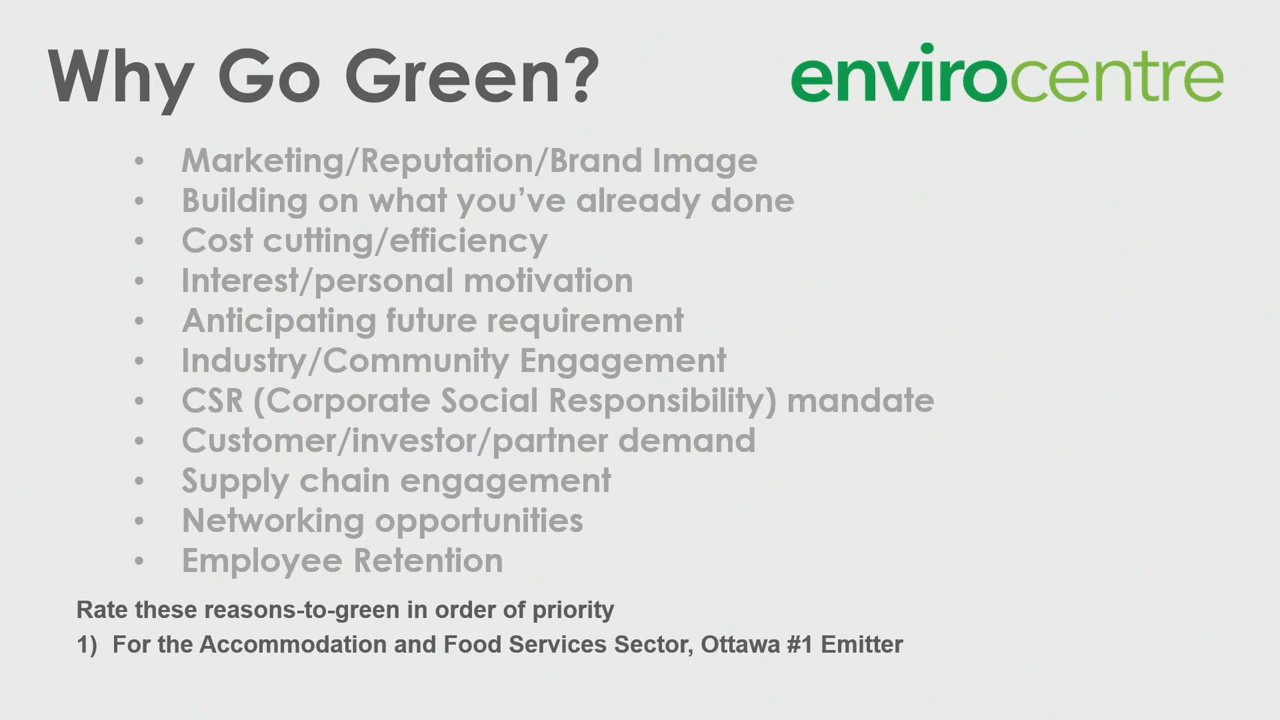 Why Go Green?
envirocentre
• Marketing/Reputation/Brand Image
• Building on what you’ve already done
• Cost cutting/efficiency
• Interest/personal motivation
• Anticipating future requirement
• Industry/Community Engagement
• CSR (Corporate Social Responsibility) mandate
• Customer/investor/partner demand
• Supply chain engagement
• Networking opportunities
• Employee Retention
Rate these reasons-to-green in order of priority
1) For the Accommodation and Food Services Sector, Ottawa #1 Emitter